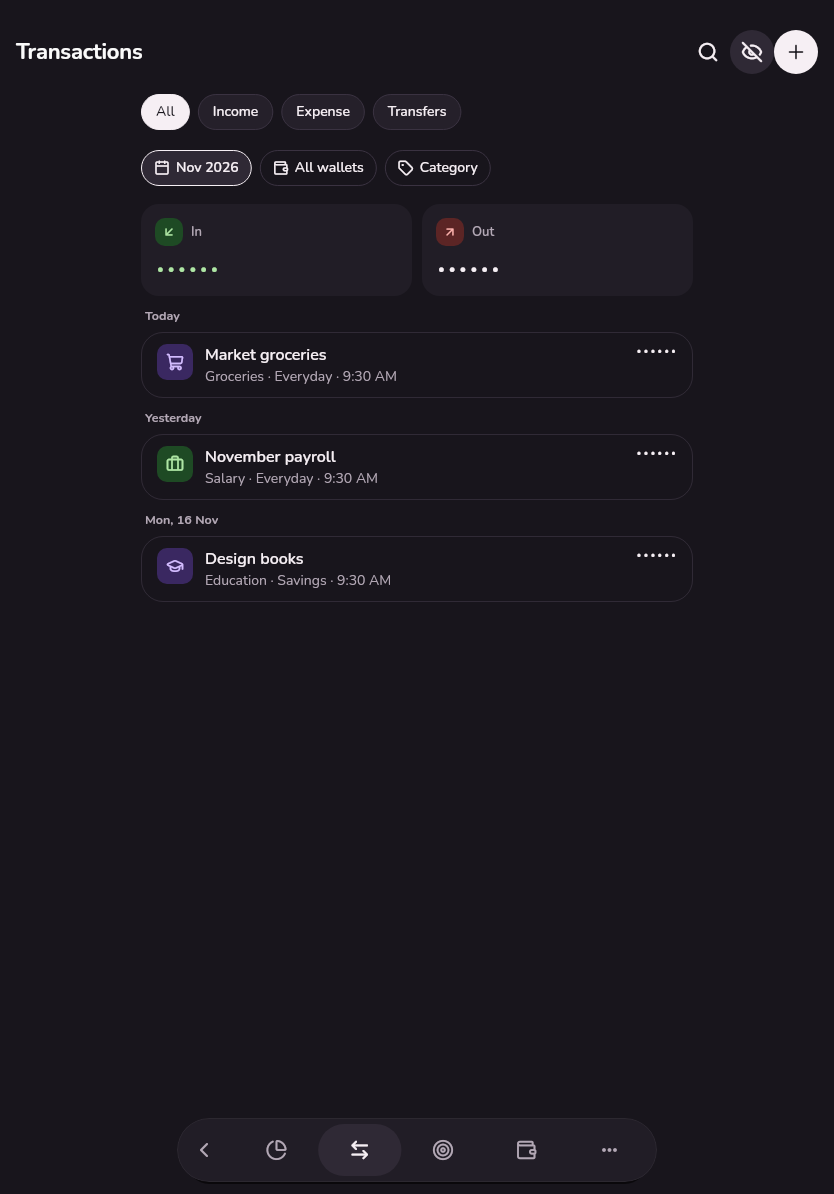 Transactions
All Income Expense Transfers
Nov 2026 All wallets Category
In Out
•••••• ••••••
Today
Market groceries ••••••
Groceries · Everyday · 9:30 AM
Yesterday
November payroll ••••••
Salary · Everyday · 9:30 AM
Mon, 16 Nov
Design books ••••••
Education · Savings · 9:30 AM